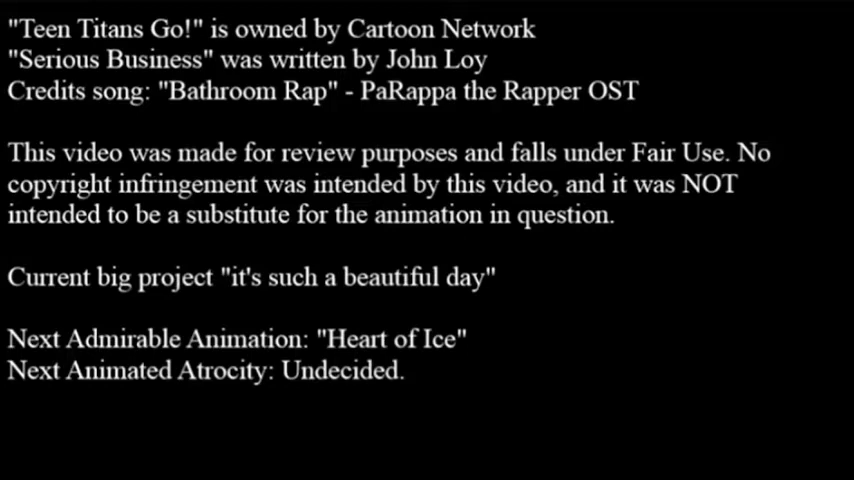 "Teen Titans Go!" is owned by Cartoon Network
"Serious Business" was written by John Loy
Credits song: "Bathroom Rap" - PaRappa the Rapper OST
This video was made for review purposes and falls under Fair Use. No
copyright infringement was intended by this video, and it was NOT
intended to be a substitute for the animation in question.
Current big project "it's such a beautiful day"
Next Admirable Animation: "Heart of Ice"
Next Animated Atrocity: Undecided.